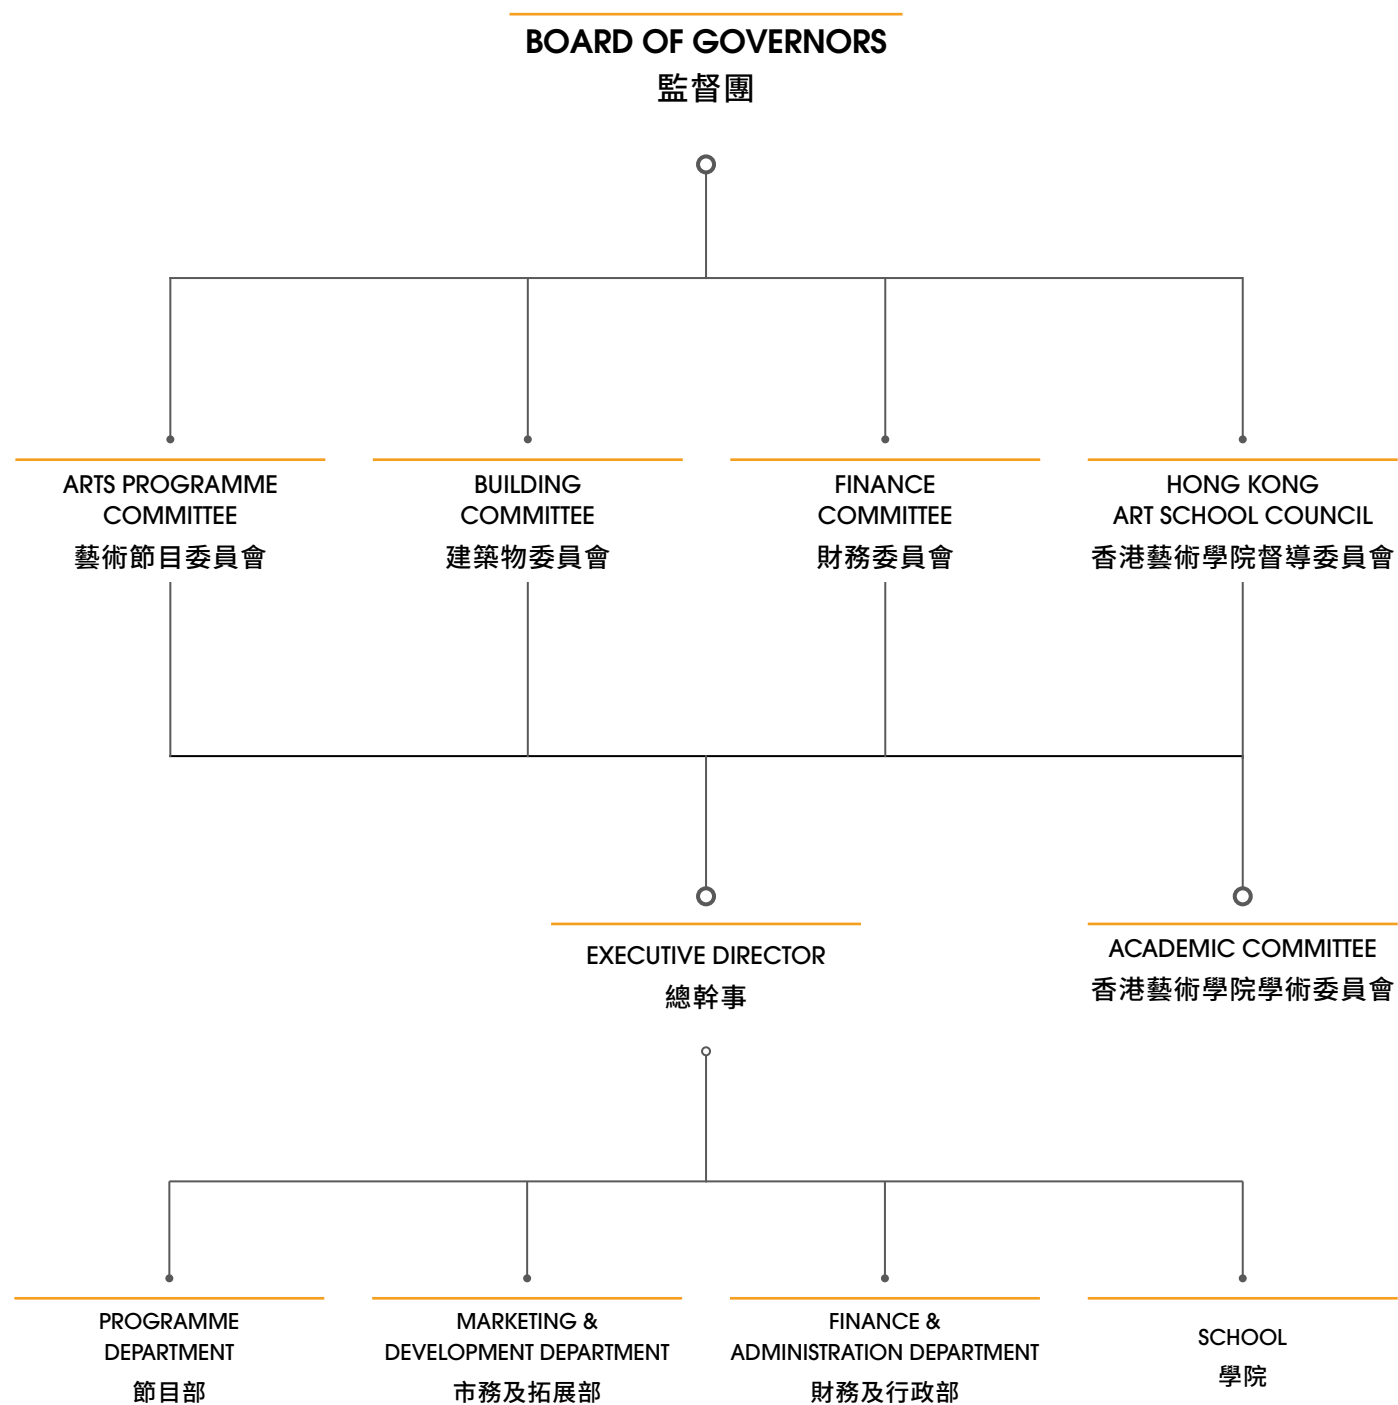 BOARD OF GOVERNORS
監督團
ARTS PROGRAMME
COMMITTEE
藝術節目委員會
BUILDING
COMMITTEE
建築物委員會
FINANCE
COMMITTEE
財務委員會
HONG KONG
ART SCHOOL COUNCIL
香港藝術學院督導委員會
EXECUTIVE DIRECTOR
總幹事
ACADEMIC COMMITTEE
香港藝術學院學術委員會
PROGRAMME
DEPARTMENT
節目部
MARKETING &
DEVELOPMENT DEPARTMENT
市務及拓展部
FINANCE &
ADMINISTRATION DEPARTMENT
財務及行政部
SCHOOL
學院